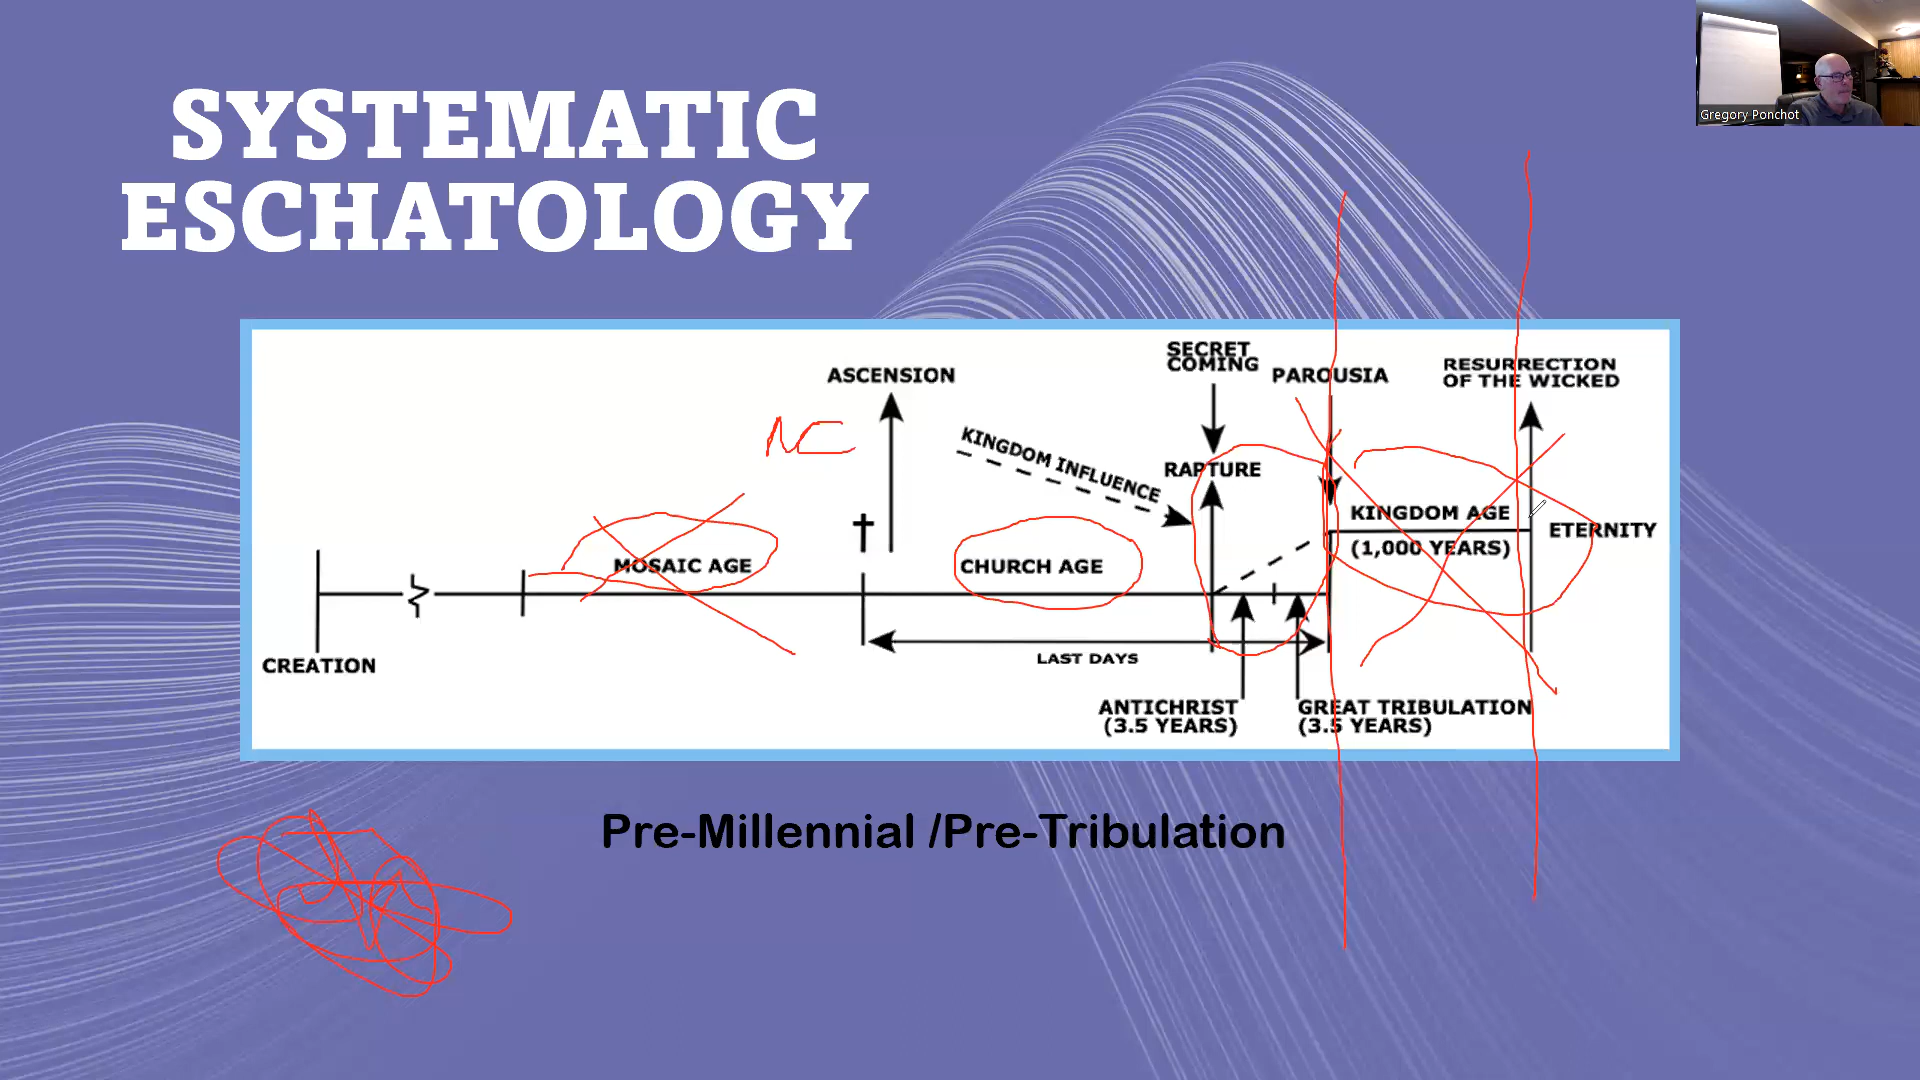 SYSTEMATIC
ESCHATOLOGY
Gregory Ponchot
ASCENSION
SECRET
COMING
PAROUSIA
RESURRECTION
OF THE WICKED
NC
KINGDOM INFLUENCE
RAPTURE
KINGDOM AGE
(1,000 YEARS)
ETERNITY
MOSAIC AGE
CHURCH AGE
CREATION
LAST DAYS
ANTICHRIST
(3.5 YEARS)
GREAT TRIBULATION
(3.5 YEARS)
Pre-Millennial /Pre-Tribulation